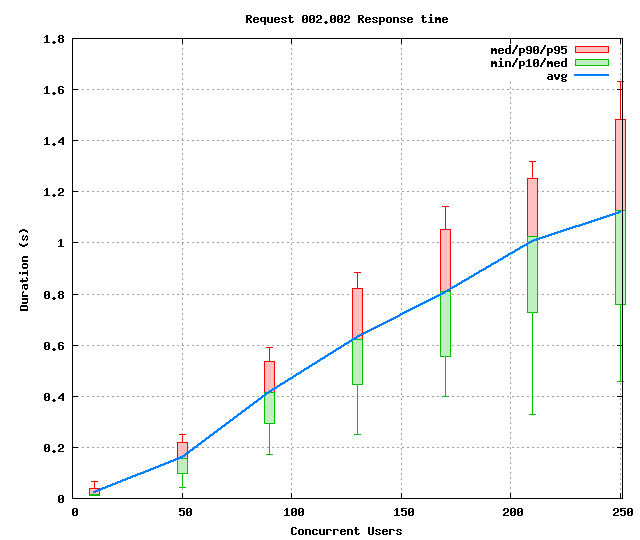 Request 002.002 Response time
med/p90/p95
min/p10/med
avg
1.8
1.6
1.4
1.2
1
0.8
0.6
0.4
0.2
0
Duration (s)
0 50 100 150 200 250
Concurrent Users